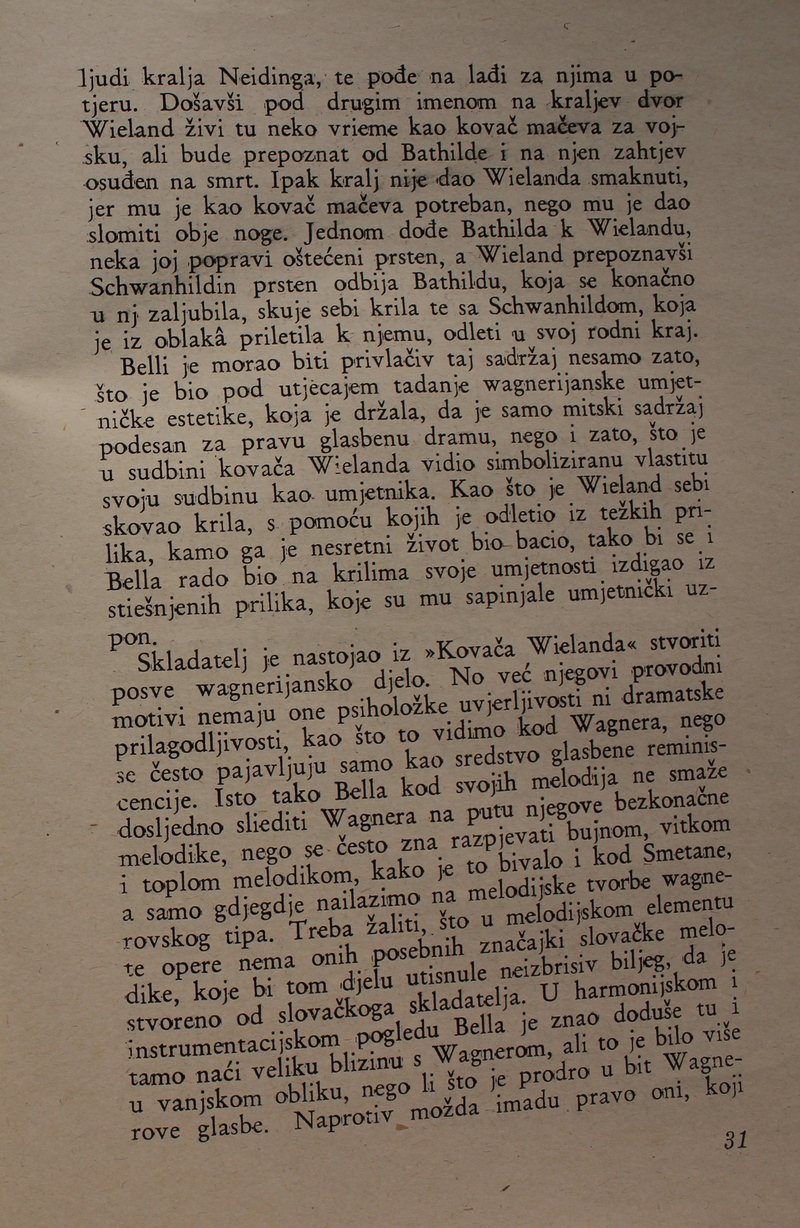 ljudi kralja Neidinga, te pođe na lađi za njima u po-
tjeru. Došavši pod drugim imenom na kraljev dvor
Wieland živi tu neko vrieme kao kovač mačeva za voj-
sku, ali bude prepoznat od Bathilde i na njen zahtjev
osuđen na smrt. Ipak kralj nije dao Wielanda smaknuti,
jer mu je kao kovač mačeva potreban, nego mu je dao
slomiti obje noge. Jednom dođe Bathilda k Wielandu,
neka joj popravi oštećeni prsten, a Wieland prepoznavši
Schwanhildin prsten odbija Bathildu, koja se konačno
u nj zaljubila, skuje sebi krila te sa Schwanhildom, koja
je iz oblakâ priletila k njemu, odleti u svoj rodni kraj.
Belli je morao biti privlačiv taj sadržaj nesamo zato,
što je bio pod utjecajem tadanje wagnerijanske umjet-
ničke estetike, koja je držala, da je samo mitski sadržaj
podesan za pravu glasbenu dramu, nego i zato, što je
u sudbini kovača Wielanda vidio simboliziranu vlastitu
svoju sudbinu kao umjetnika. Kao što je Wieland sebi
skovao krila, s pomoću kojih je odletio iz težkih pri-
lika, kamo ga je nesretni život bio bacio, tako bi se i
Bella rado bio na krilima svoje umjetnosti izdigao iz
stiešnjenih prilika, koje su mu sapinjale umjetnički uz-
pon.
Skladatelj je nastojao iz »Kovača Wielanda« stvoriti
posve wagnerijansko djelo. No već njegovi provodni
motivi nemaju one psiholožke uvjerljivosti ni dramatske
prilagodljivosti, kao što to vidimo kod Wagnera, nego
se često pajavljuju samo kao sredstvo glasbene reminis-
cencije. Isto tako Bella kod svojih melodija ne smaže
dosljedno sliediti Wagnera na putu njegove bezkonačne
melodike, nego se često zna razpjevati bujnom, vitkom
i toplom melodikom, kako je to bivalo i kod Smetane,
a samo gdjegdje nailazimo na melodijske tvorbe wagne-
rovskog tipa. Treba žaliti, što u melodijskom elementu
te opere nema onih posebnih značajki slovačke melo-
dike, koje bi tom djelu utisnule neizbrisiv biljeg, da je
stvoreno od slovačkoga skladatelja. U harmonijskom i
instrumentacijskom pogledu Bella je znao doduše tu i
tamo naći veliku blizinu s Wagnerom, ali to je bilo više
u vanjskom obliku, nego li što je prodro u bit Wagne-
rove glasbe. Naprotiv možda imadu pravo oni, koji
31